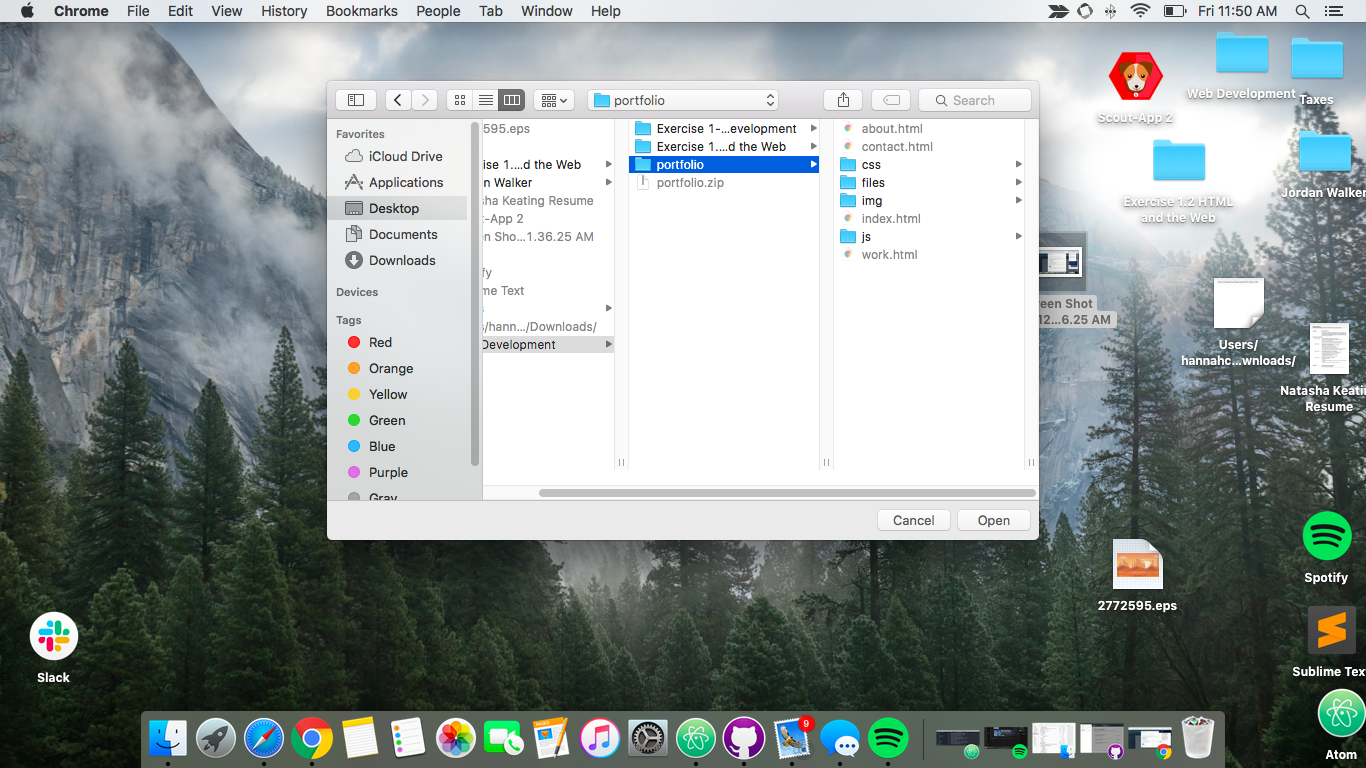 Chrome File Edit View History Bookmarks People Tab Window Help Fri 11:50 AM
portfolio
Search
Favorites
iCloud Drive
Applications
Desktop
Documents
Downloads
Devices
Tags
Red
Orange
Yellow
Green
Blue
Purple
Gray
595.eps
ise 1....d the Web
n Walker
sha Keating Resume
t-App 2
n Sho...1.36.25 AM
fy
me Text
s/hann.../Downloads/
Development
Exercise 1-...evelopment
Exercise 1....d the Web
portfolio
portfolio.zip
about.html
contact.html
css
files
img
index.html
js
work.html
Cancel
Open
Scout-App 2
Web Development
Taxes
Exercise 1.2 HTML
and the Web
Jordan Walker
reen Shot
12...6.25 AM
Users/
hannahc...wnloads/
Natasha Keatin
Resume
2772595.eps
Spotify
Sublime Tex
Atom
Slack
PAGES
9